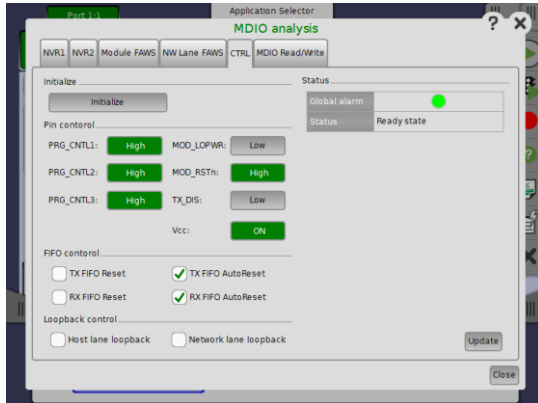 Port 1:1
Application Selector
MDIO analysis
? X
NVR1 NVR2 Module FAWS NW Lane FAWS CTRL MDIO Read/Write
Initialize
Initialize
Pin contorol
PRG_CNTL1: High MOD_LOPWR: Low
PRG_CNTL2: High MOD_RSTn: High
PRG_CNTL3: High TX_DIS: Low
Vcc: ON
FIFO contorol
TX FIFO Reset TX FIFO AutoReset
RX FIFO Reset RX FIFO AutoReset
Loopback control
Host lane loopback Network lane loopback
Status
Global alarm
Status Ready state
Update
Close